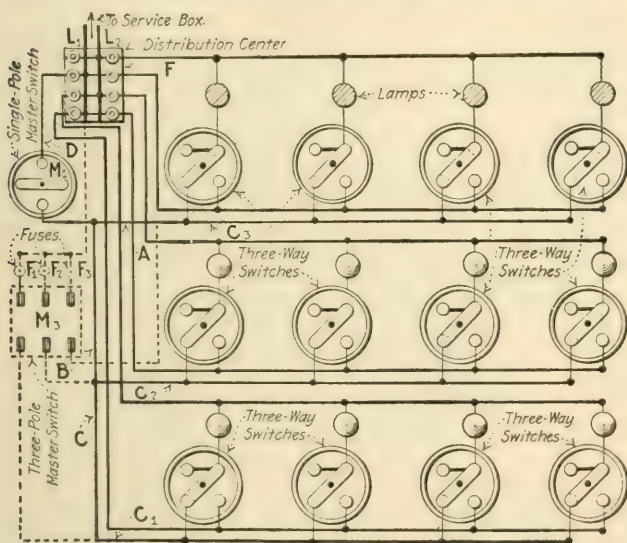 To Service Box.
L₁ L₂
Distribution Center
F
Single-Pole
Master Switch
Lamps
D
M
C₃
Fuses
A
F₁ F₂ F₃
Three-Way
Switches
Three-Way
Switches
M₃
B
C₂
Three-Pole
Master Switch
C
Three-Way
Switches
Three-Way
Switches
C₁